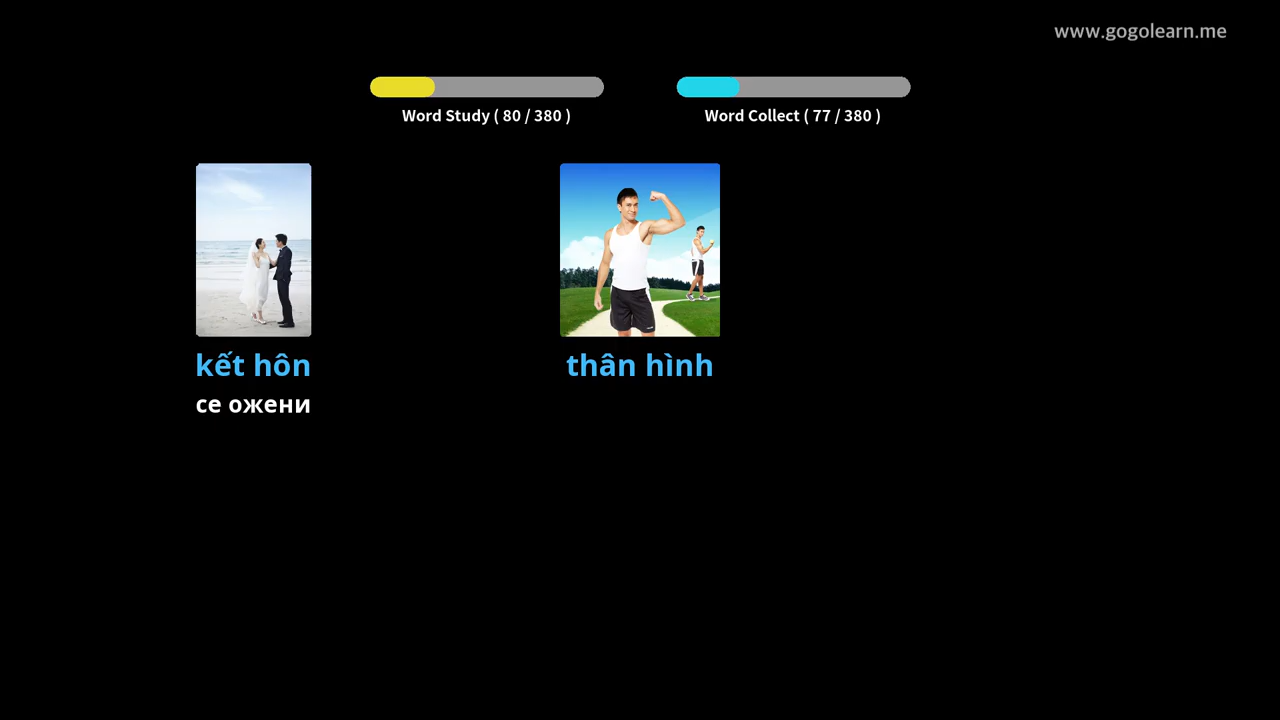 www.gogolearn.me
Word Study ( 80 / 380 )
Word Collect ( 77 / 380 )
kết hôn
се ожени
thân hình